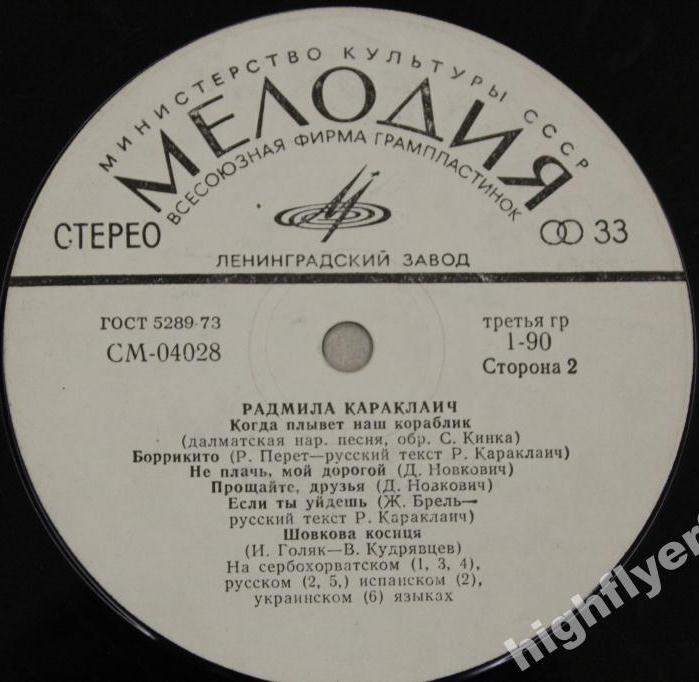 МИНИСТЕРСТВО КУЛЬТУРЫ СССР
МЕЛОДИЯ
ВСЕСОЮЗНАЯ ФИРМА ГРАМПЛАСТИНОК
СТЕРЕО
33
ЛЕНИНГРАДСКИЙ ЗАВОД
ГОСТ 5289-73
СМ-04028
третья гр
1-90
Сторона 2
РАДМИЛА КАРАКЛАИЧ
Когда плывет наш кораблик
(далматская нар. песня, обр. С. Кинка)
Боррикито (Р. Перет—русский текст Р. Караклаич)
Не плачь, мой дорогой (Д. Новкович)
Прощайте, друзья (Д. Новкович)
Если ты уйдешь (Ж. Брель—
русский текст Р. Караклаич)
Шовкова косиця
(И. Голяк—В. Кудрявцев)
На сербохорватском (1, 3, 4),
русском (2, 5,) испанском (2),
украинском (6) языках
highflyer